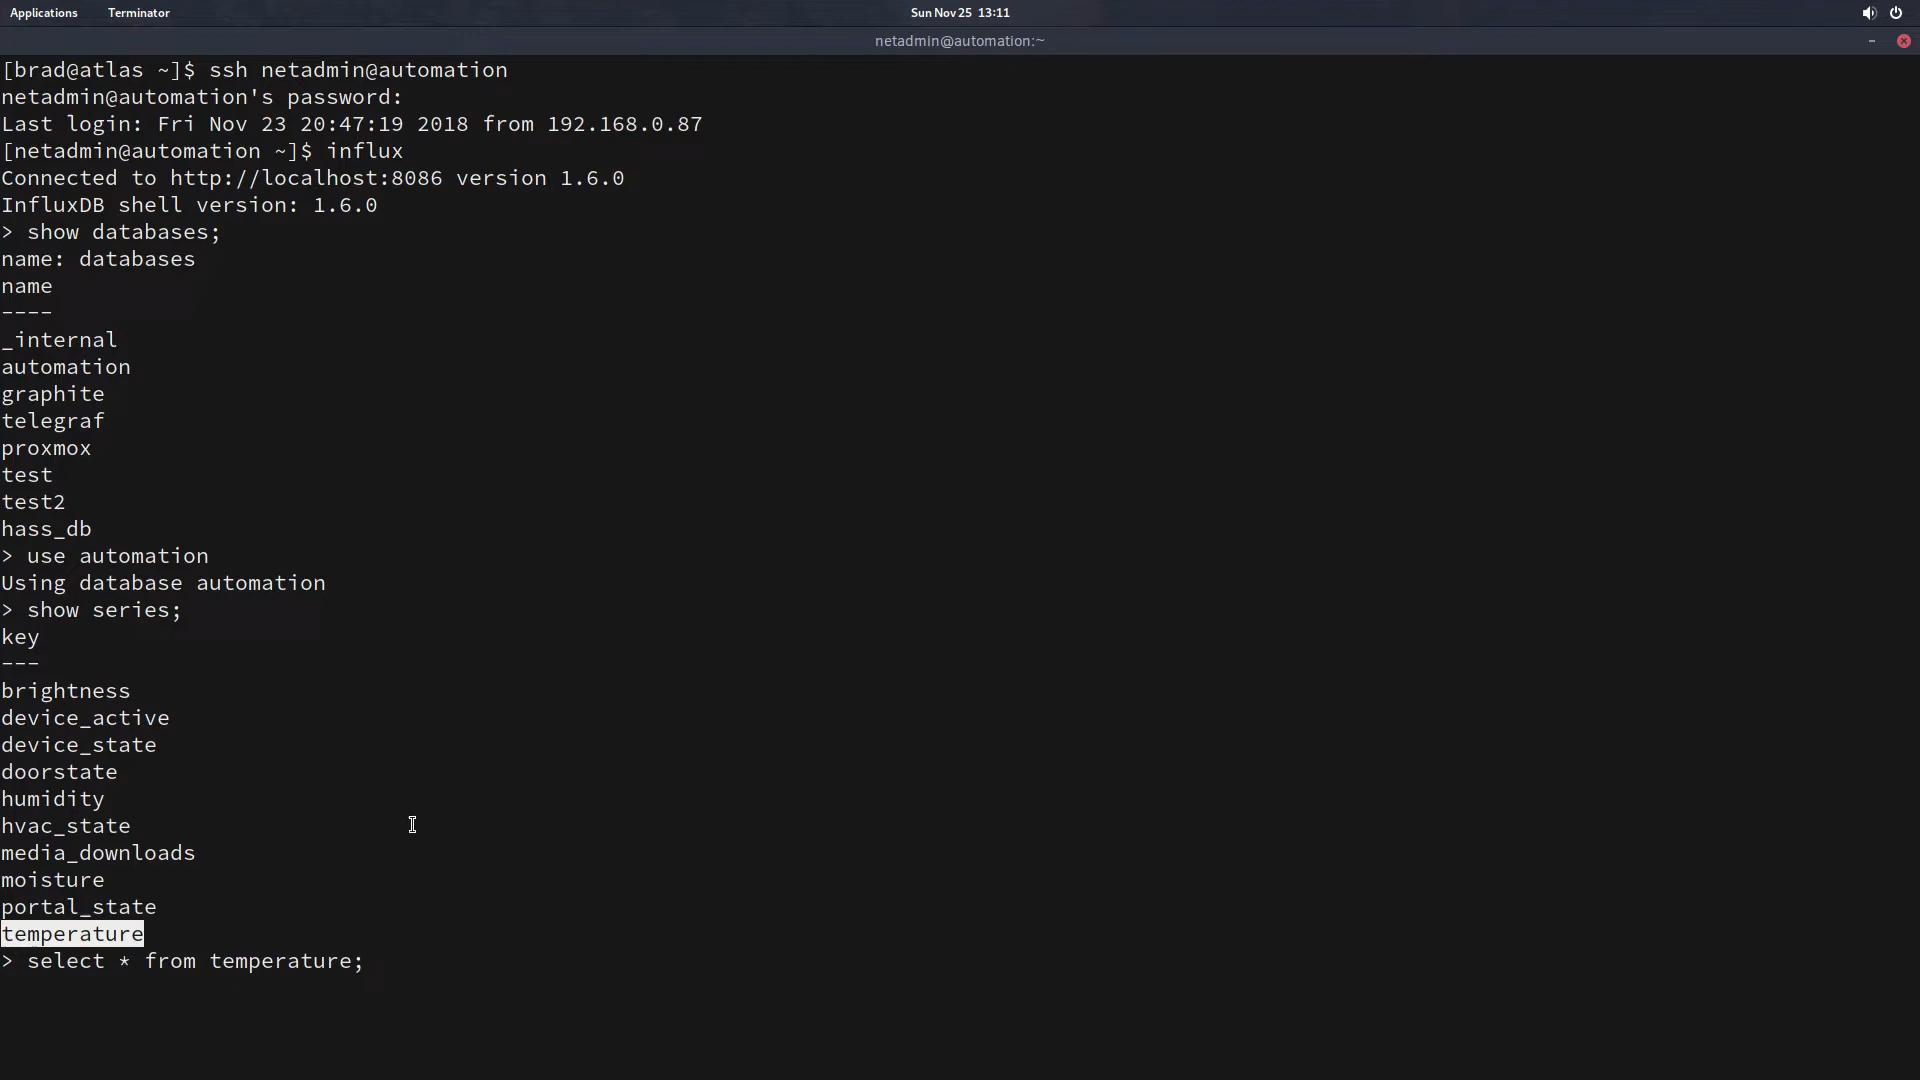 Applications Terminator Sun Nov 25 13:11
netadmin@automation:~
[brad@atlas ~]$ ssh netadmin@automation
netadmin@automation's password:
Last login: Fri Nov 23 20:47:19 2018 from 192.168.0.87
[netadmin@automation ~]$ influx
Connected to http://localhost:8086 version 1.6.0
InfluxDB shell version: 1.6.0
> show databases;
name: databases
name
----
_internal
automation
graphite
telegraf
proxmox
test
test2
hass_db
> use automation
Using database automation
> show series;
key
---
brightness
device_active
device_state
doorstate
humidity
hvac_state
media_downloads
moisture
portal_state
temperature
> select * from temperature;